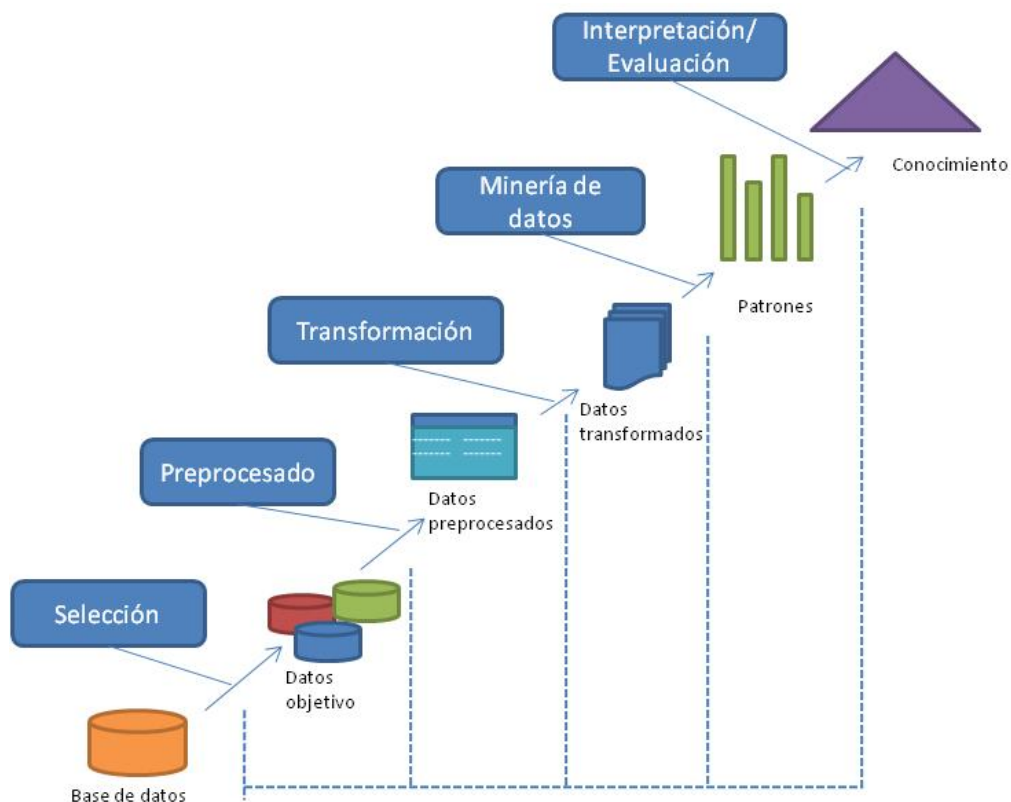 Interpretación/
Evaluación
Conocimiento
Minería de
datos
Patrones
Transformación
Datos
transformados
Preprocesado
Datos
preprocesados
Selección
Datos
objetivo
Base de datos